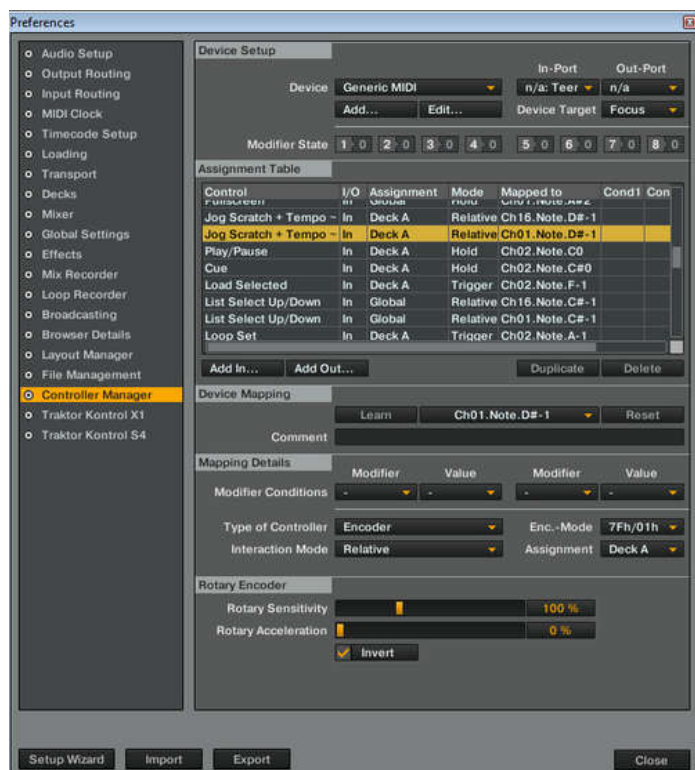 Preferences
Audio Setup
Output Routing
Input Routing
MIDI Clock
Timecode Setup
Loading
Transport
Decks
Mixer
Global Settings
Effects
Mix Recorder
Loop Recorder
Broadcasting
Browser Details
Layout Manager
File Management
Controller Manager
Traktor Kontrol X1
Traktor Kontrol S4
Device Setup
In-Port Out-Port
Device Generic MIDI n/a: Teer n/a
Add... Edit... Device Target Focus
Modifier State 1 0 2 0 3 0 4 0 5 0 6 0 7 0 8 0
Assignment Table
Control I/O Assignment Mode Mapped to Cond1 Con
Fullscreen In Global Hold Ch01.Note.A#2
Jog Scratch + Tempo ~ In Deck A Relative Ch16.Note.D#-1
Jog Scratch + Tempo ~ In Deck A Relative Ch01.Note.D#-1
Play/Pause In Deck A Hold Ch02.Note.C0
Cue In Deck A Hold Ch02.Note.C#0
Load Selected In Deck A Trigger Ch02.Note.F-1
List Select Up/Down In Global Relative Ch16.Note.C#-1
List Select Up/Down In Global Relative Ch01.Note.C#-1
Loop Set In Deck A Trigger Ch02.Note.A-1
Add In... Add Out... Duplicate Delete
Device Mapping
Learn Ch01.Note.D#-1 Reset
Comment
Mapping Details
Modifier Value Modifier Value
Modifier Conditions - - - -
Type of Controller Encoder Enc.-Mode 7Fh/01h
Interaction Mode Relative Assignment Deck A
Rotary Encoder
Rotary Sensitivity 100 %
Rotary Acceleration 0 %
Invert
Setup Wizard Import Export Close